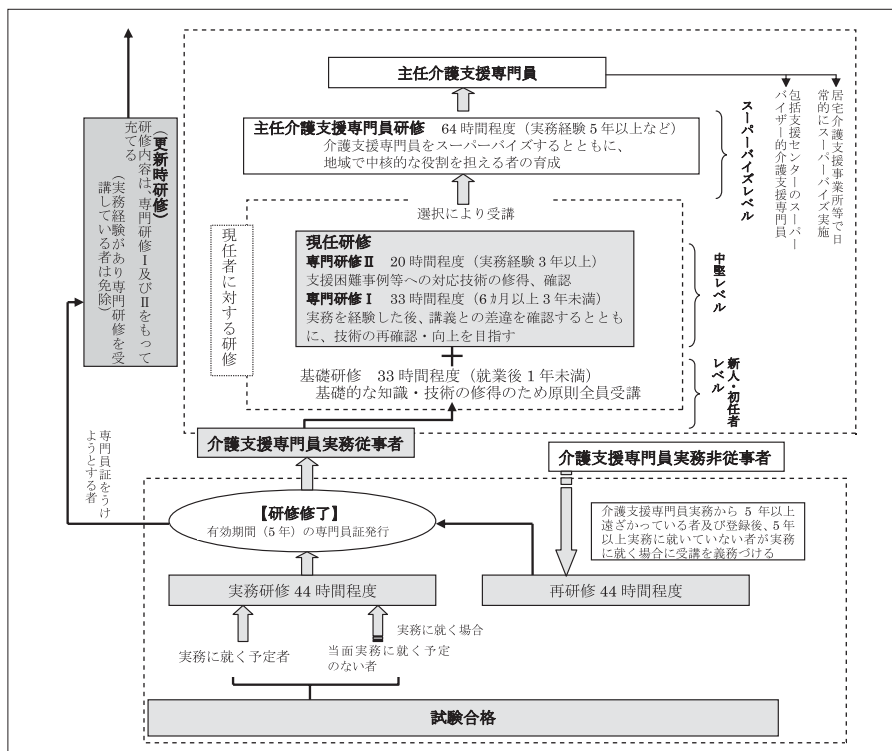 主任介護支援専門員
主任介護支援専門員研修 64時間程度（実務経験5年以上など）
介護支援専門員をスーパーバイズするとともに、
地域で中核的な役割を担える者の育成
選択により受講
現任研修
専門研修Ⅱ 20時間程度（実務経験3年以上）
支援困難事例等への対応技術の修得、確認
専門研修Ⅰ 33時間程度（6ヵ月以上3年未満）
実務を経験した後、講義との差違を確認するとと
もに、技術の再確認・向上を目指す
基礎研修 33時間程度（就業後1年未満）
基礎的な知識・技術の修得のため原則全員受講
現任者に対する研修
スーパーバイズレベル
中堅レベル
新人・初任者
レベル
居宅介護支援事業所等で日
常的にスーパーバイズ実施
包括支援センターのスーパー
バイザー的介護支援専門員
（更新時研修）
研修内容は、専門研修Ⅰ及びⅡをもって
充てる
（実務経験があり専門研修を受
講している者は免除）
専門員証をうけ
ようとする者
介護支援専門員実務従事者
介護支援専門員実務非従事者
【研修修了】
有効期間（5年）の専門員証発行
介護支援専門員実務から 5 年以上
遠ざかっている者及び登録後、5年
以上実務に就いていない者が実務
に就く場合に受講を義務づける
実務研修 44時間程度
再研修 44時間程度
実務に就く予定者
実務に就く場合
当面実務に就く予定
のない者
試験合格